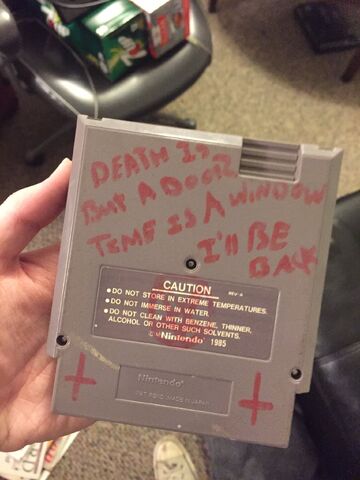 DEATH IS
BUT A DOOR
TIME IS A WINDOW
I'll BE
BACK
CAUTION
REV-A
•DO NOT STORE IN EXTREME TEMPERATURES.
•DO NOT IMMERSE IN WATER.
•DO NOT CLEAN WITH BENZENE, THINNER,
ALCOHOL OR OTHER SUCH SOLVENTS.
Nintendo 1985
Nintendo
MADE IN JAPAN